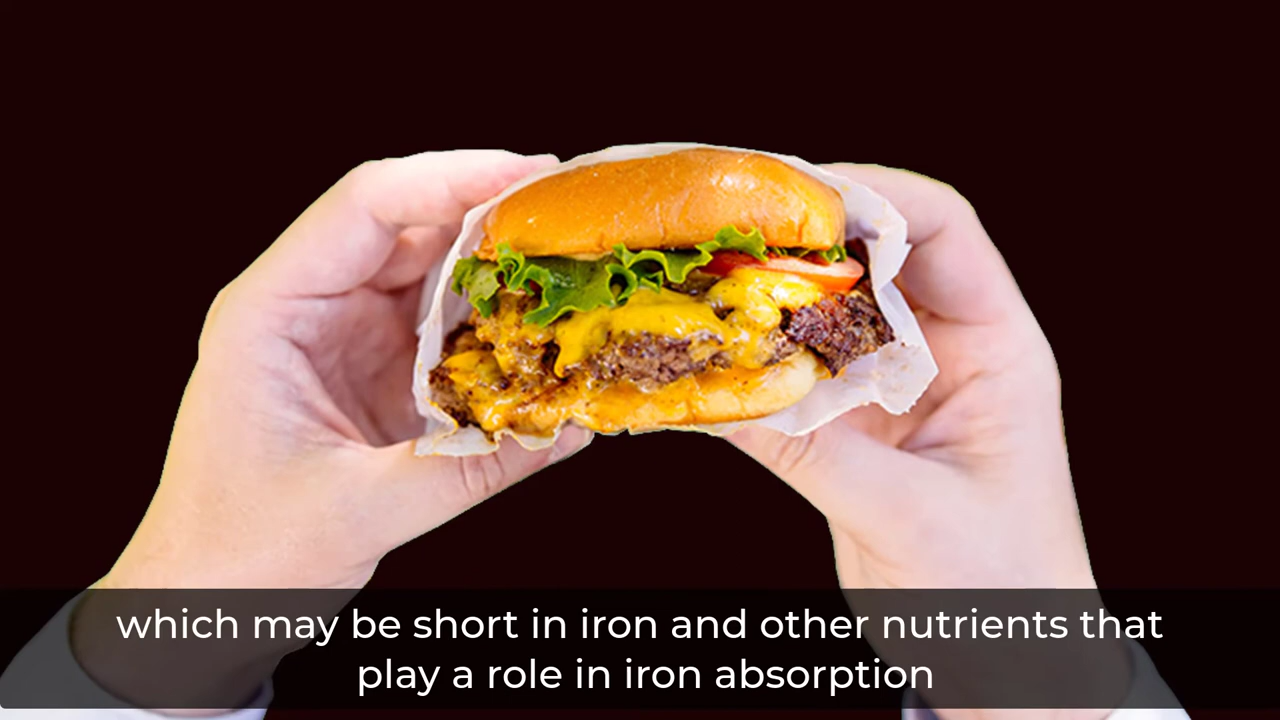 which may be short in iron and other nutrients that
play a role in iron absorption